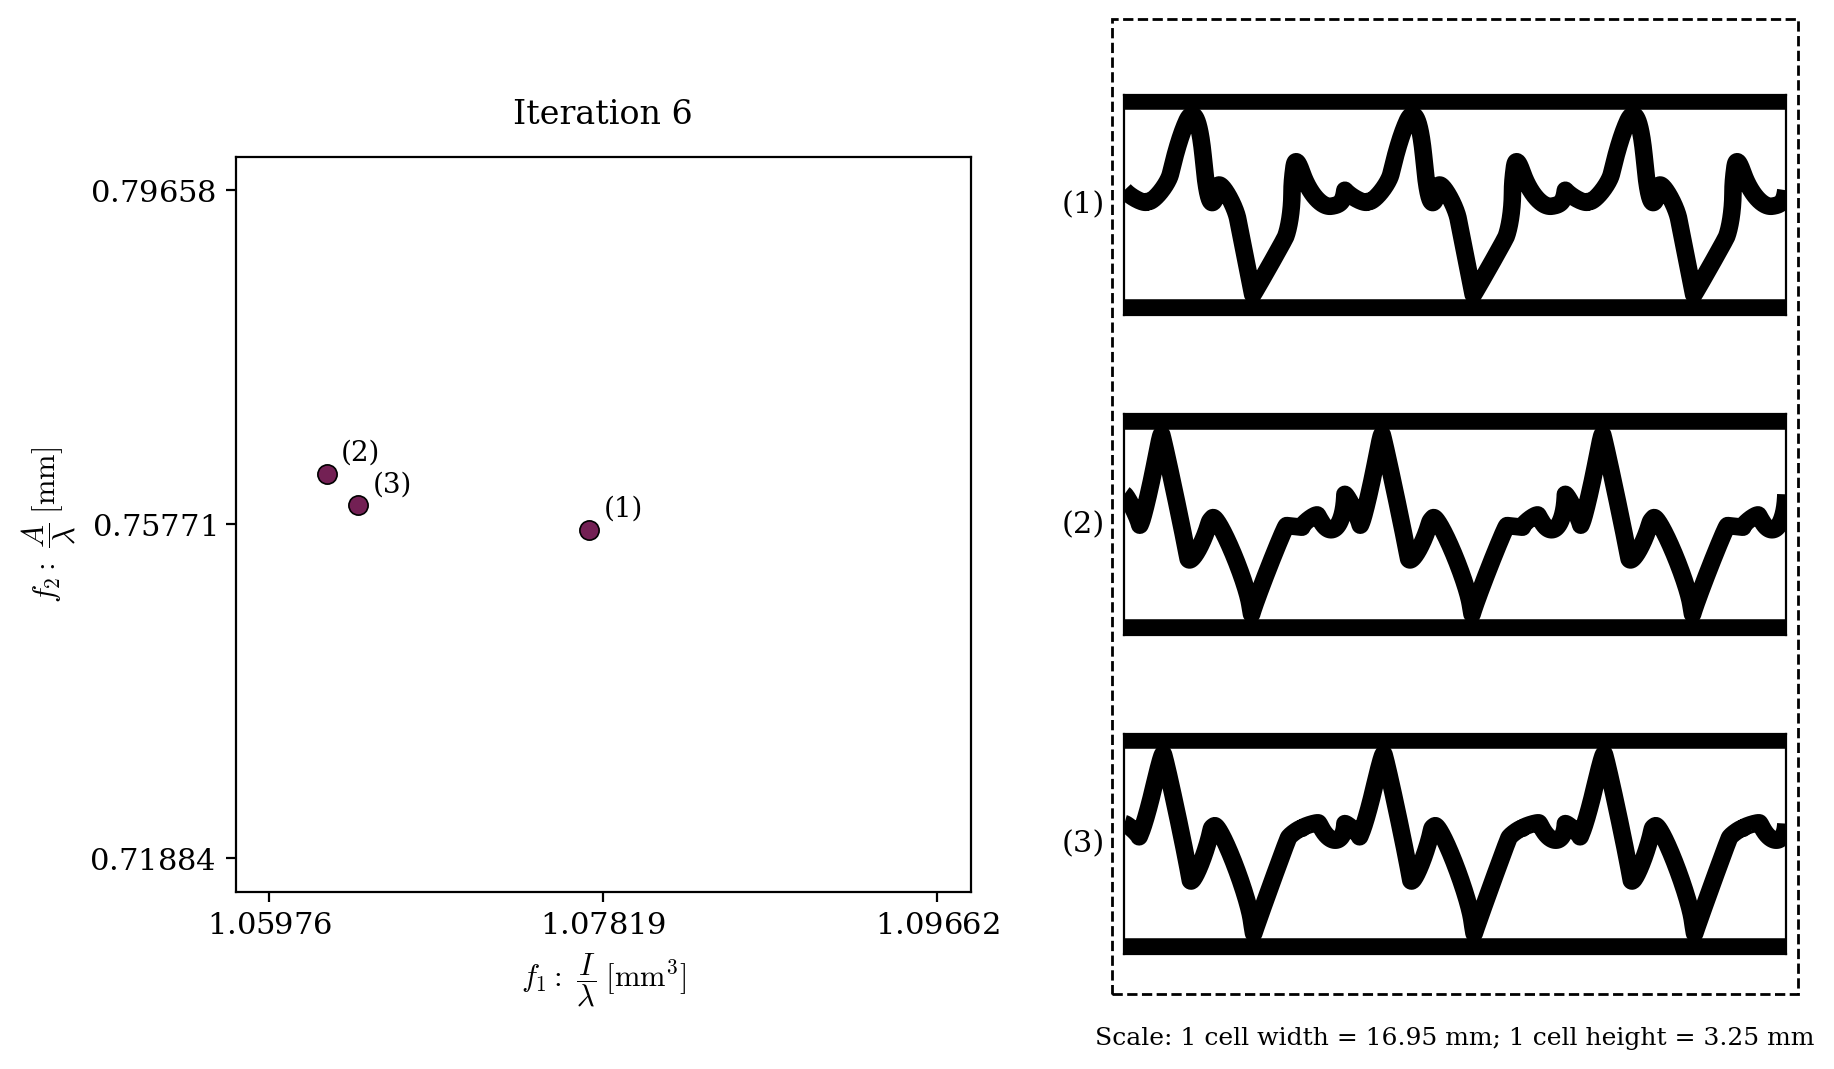 Iteration 6
0.79658
0.75771
0.71884
f₂ : A/λ [mm]
(2)
(3)
(1)
1.05976 1.07819 1.09662
f₁ : I/λ [mm³]
(1)
(2)
(3)
Scale: 1 cell width = 16.95 mm; 1 cell height = 3.25 mm